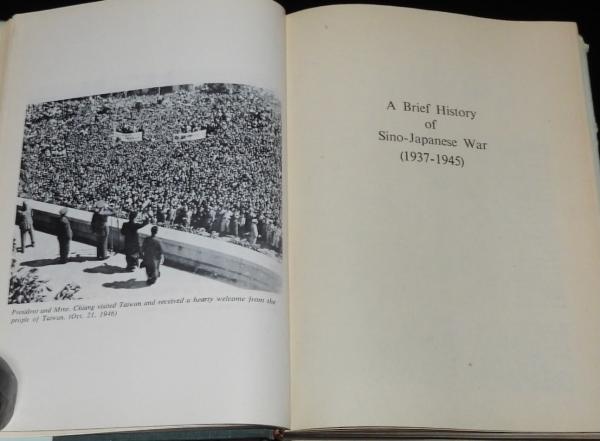 President and Mme. Chiang visited Taiwan and received a hearty welcome from the
people of Taiwan. (Oct. 21, 1946)
A Brief History
of
Sino-Japanese War
(1937-1945)